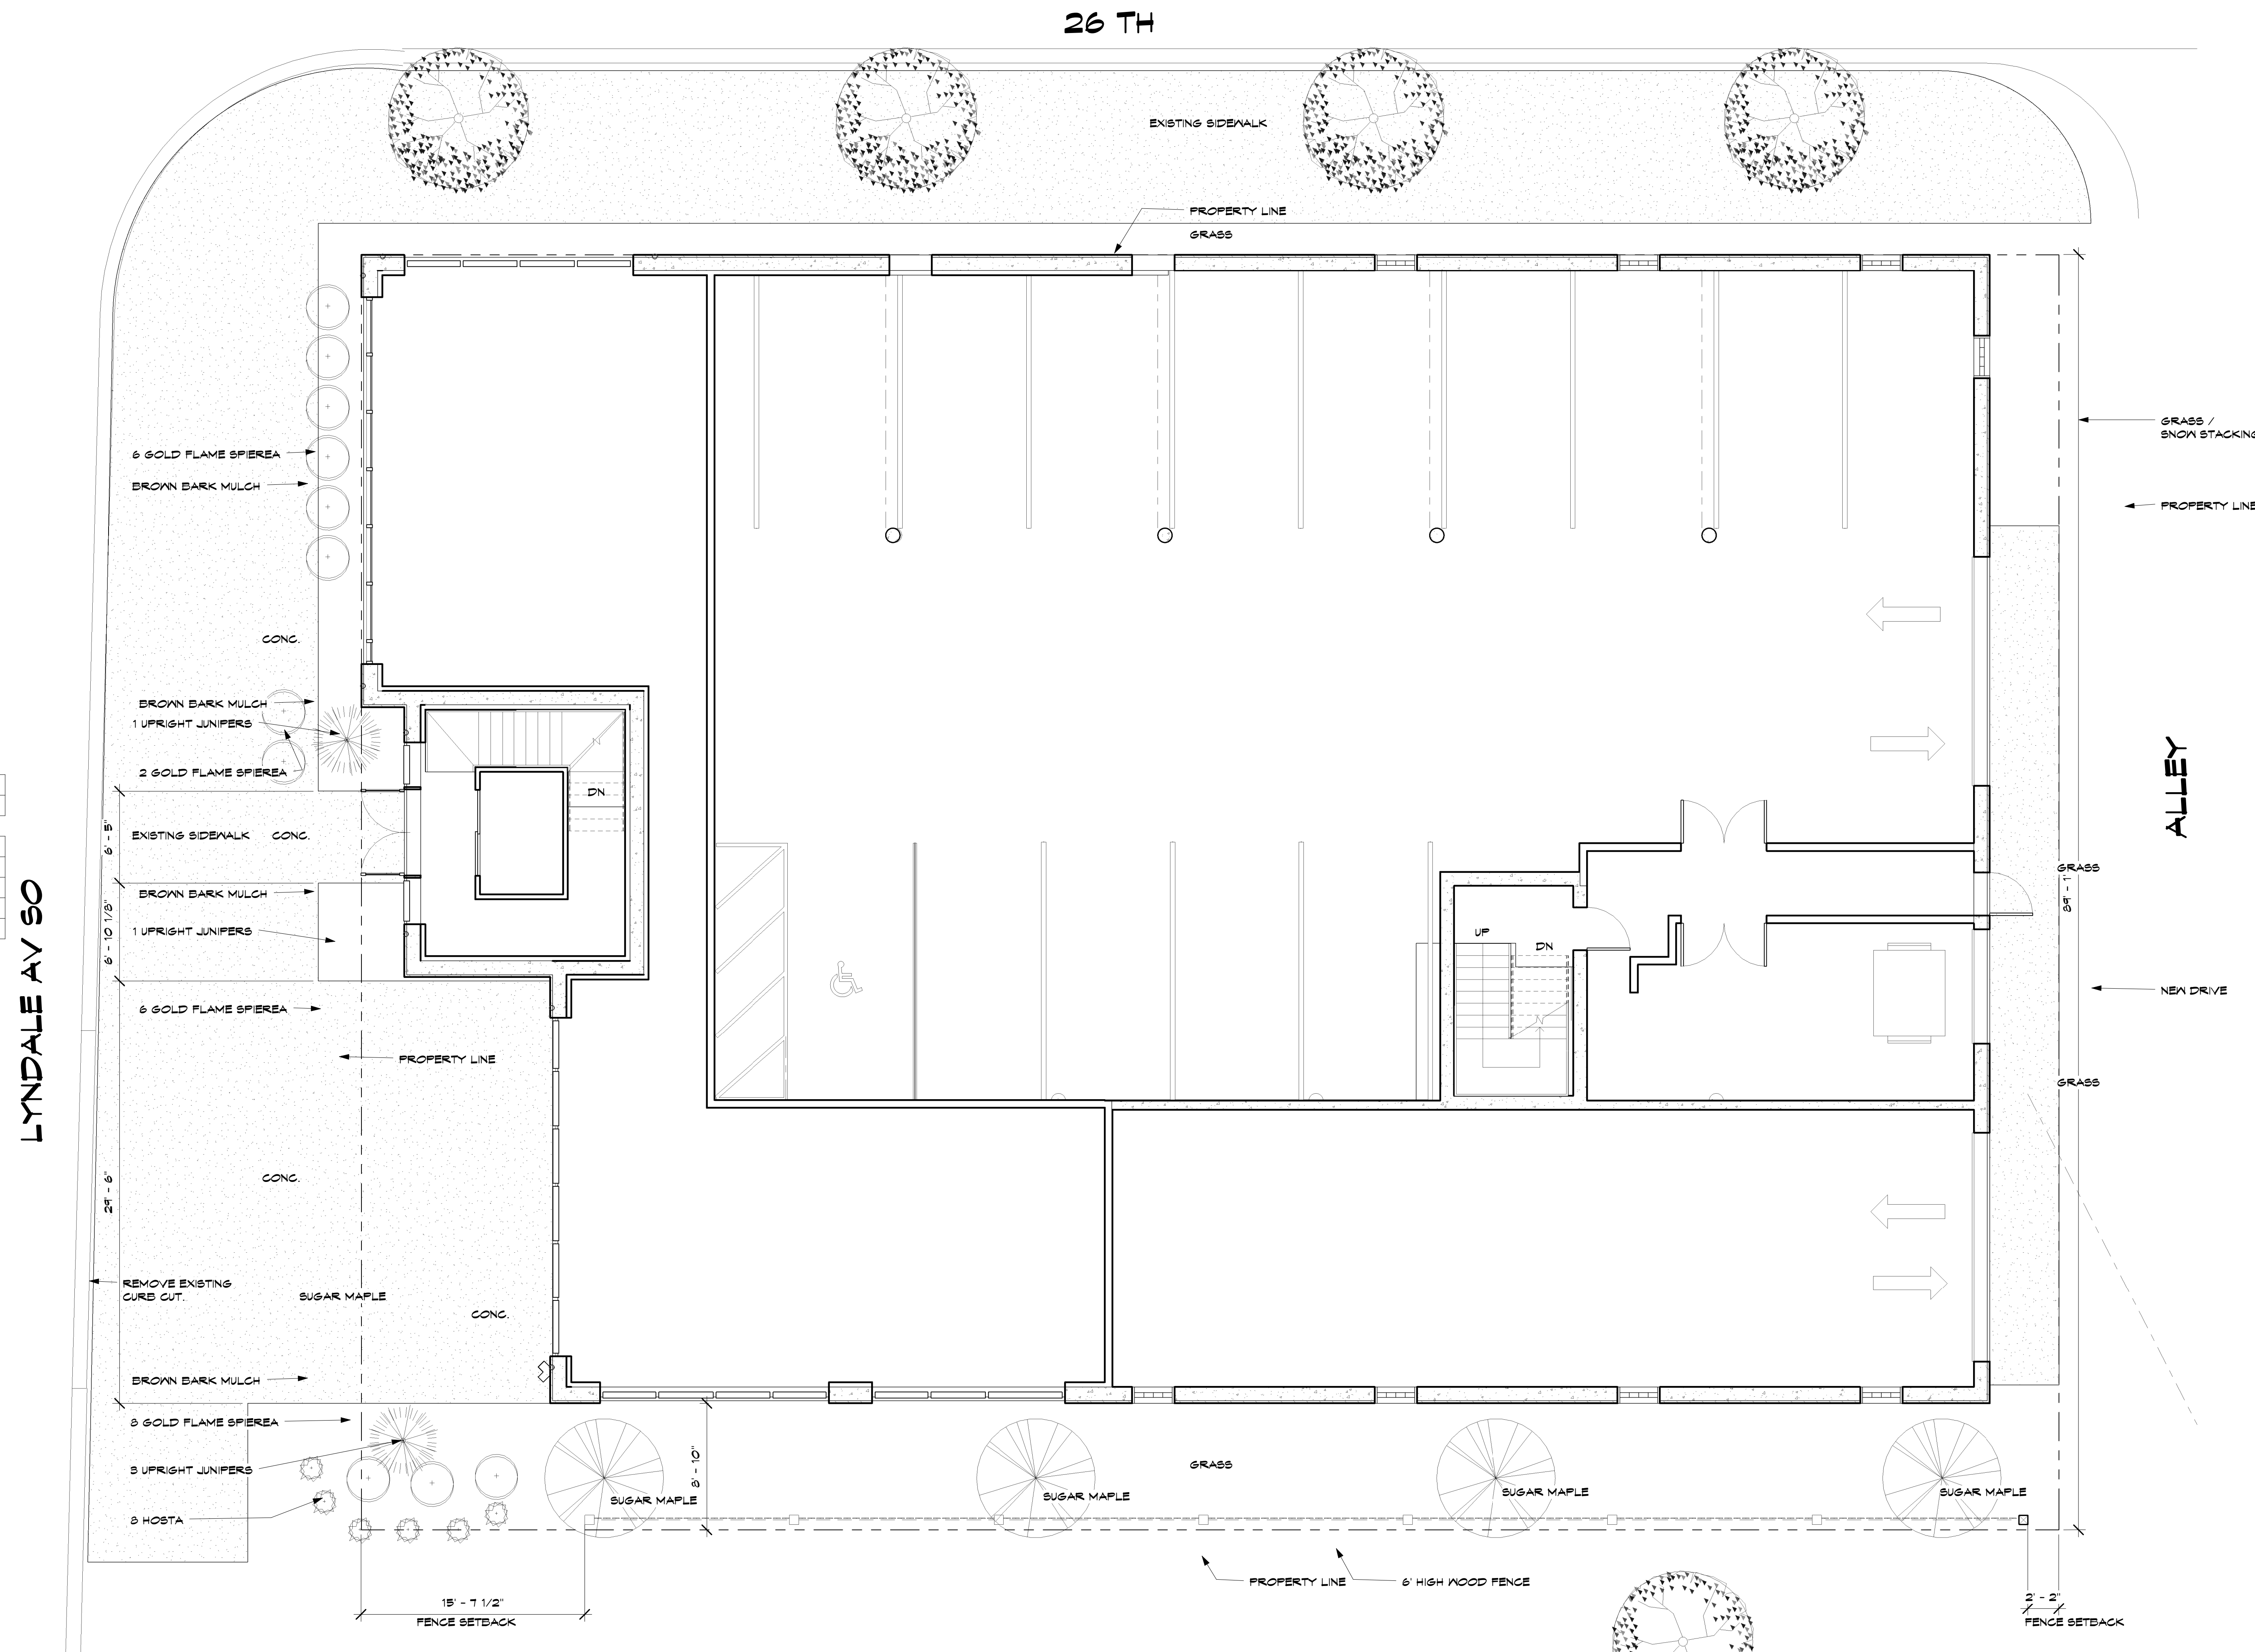 26 TH
EXISTING SIDEWALK
PROPERTY LINE
GRASS
GRASS /
SNOW STACKING
6 GOLD FLAME SPIEREA
BROWN BARK MULCH
PROPERTY LINE
CONC.
BROWN BARK MULCH
1 UPRIGHT JUNIPERS
2 GOLD FLAME SPIEREA
ALLEY
DN
6' - 5"
EXISTING SIDEWALK
CONC.
GRASS
89' - 1"
BROWN BARK MULCH
6' - 10 1/8"
1 UPRIGHT JUNIPERS
UP
DN
LYNDALE AV SO
NEW DRIVE
6 GOLD FLAME SPIEREA
PROPERTY LINE
GRASS
CONC.
29' - 6"
REMOVE EXISTING
CURB CUT.
SUGAR MAPLE
CONC.
BROWN BARK MULCH
8 GOLD FLAME SPIEREA
8' - 10"
GRASS
3 UPRIGHT JUNIPERS
SUGAR MAPLE
SUGAR MAPLE
SUGAR MAPLE
SUGAR MAPLE
8 HOSTA
PROPERTY LINE
6' HIGH WOOD FENCE
15' - 7 1/2"
FENCE SETBACK
2' - 2"
FENCE SETBACK